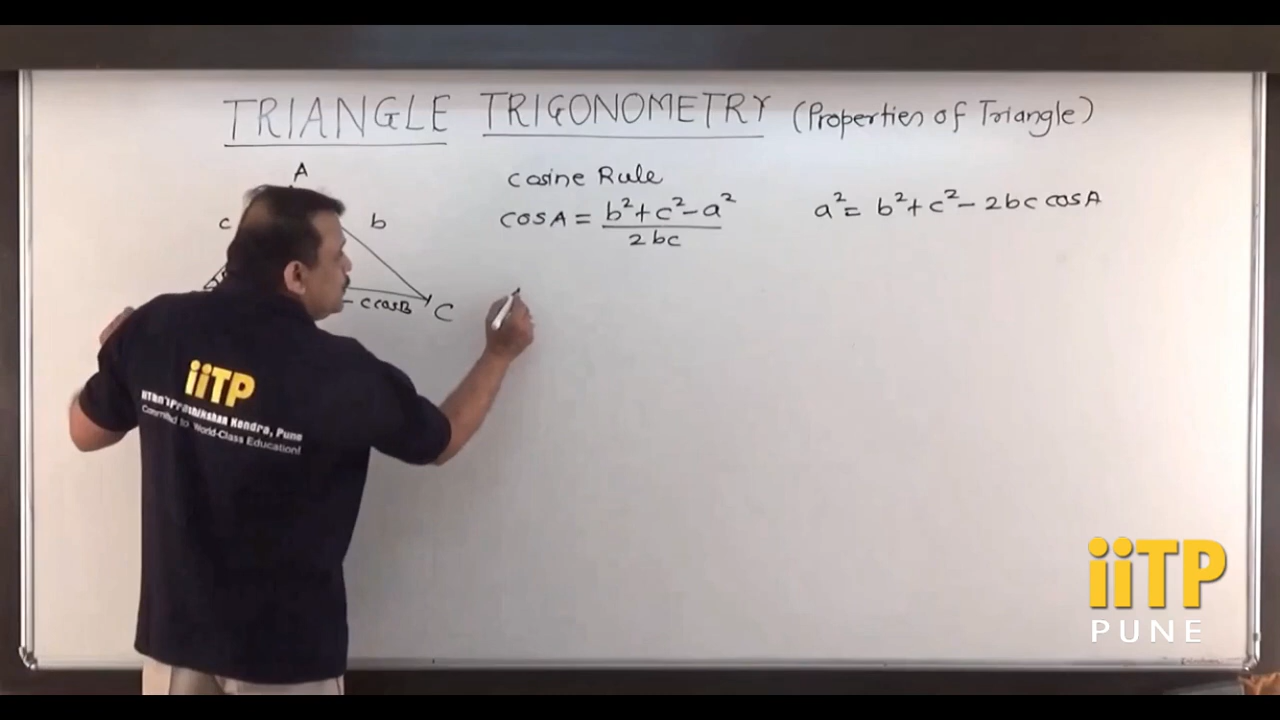 TRIANGLE TRIGONOMETRY (Properties of Triangle)
A
c
b
C
- c cosB
Cosine Rule
cos A = b²+c²-a² / 2bc
a² = b²+c²-2bc cosA
iiTP
Committed to World-Class Education!
iiTP
PUNE